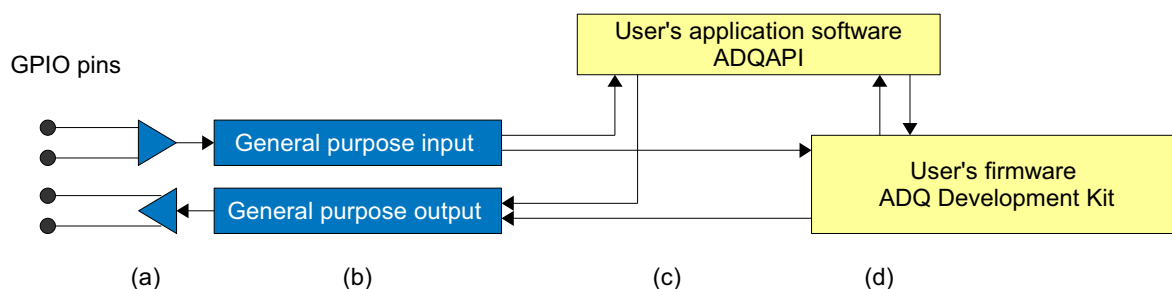 User's application software
ADQAPI
GPIO pins
General purpose input
User's firmware
ADQ Development Kit
General purpose output
(a)
(b)
(c)
(d)